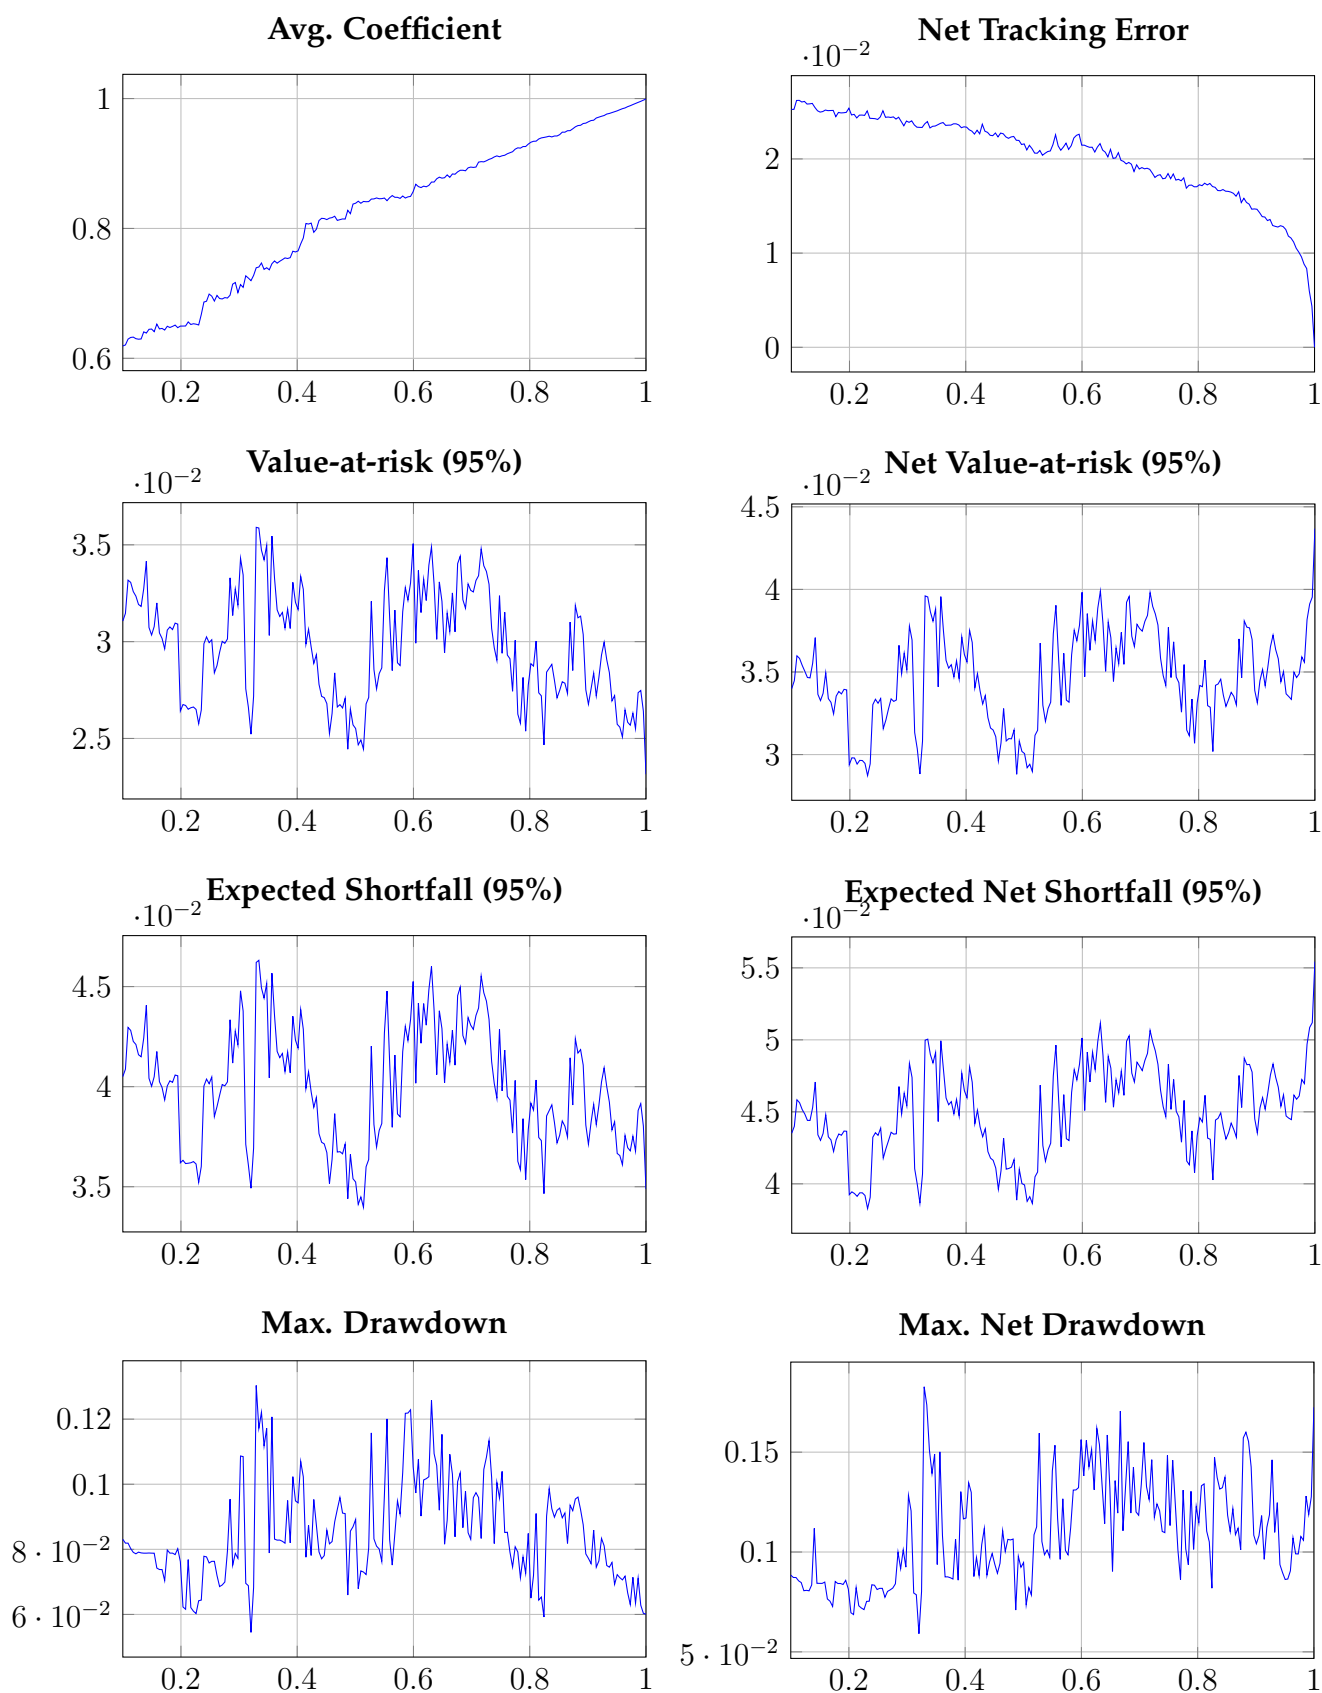 Avg. Coefficient
1
0.8
0.6
0.2 0.4 0.6 0.8 1
Net Tracking Error
·10−2
2
1
0
0.2 0.4 0.6 0.8 1
Value-at-risk (95%)
·10−2
3.5
3
2.5
0.2 0.4 0.6 0.8 1
Net Value-at-risk (95%)
·10−2
4.5
4
3.5
3
0.2 0.4 0.6 0.8 1
Expected Shortfall (95%)
·10−2
4.5
4
3.5
0.2 0.4 0.6 0.8 1
Expected Net Shortfall (95%)
·10−2
5.5
5
4.5
4
0.2 0.4 0.6 0.8 1
Max. Drawdown
0.12
0.1
8 · 10−2
6 · 10−2
0.2 0.4 0.6 0.8 1
Max. Net Drawdown
0.15
0.1
5 · 10−2
0.2 0.4 0.6 0.8 1